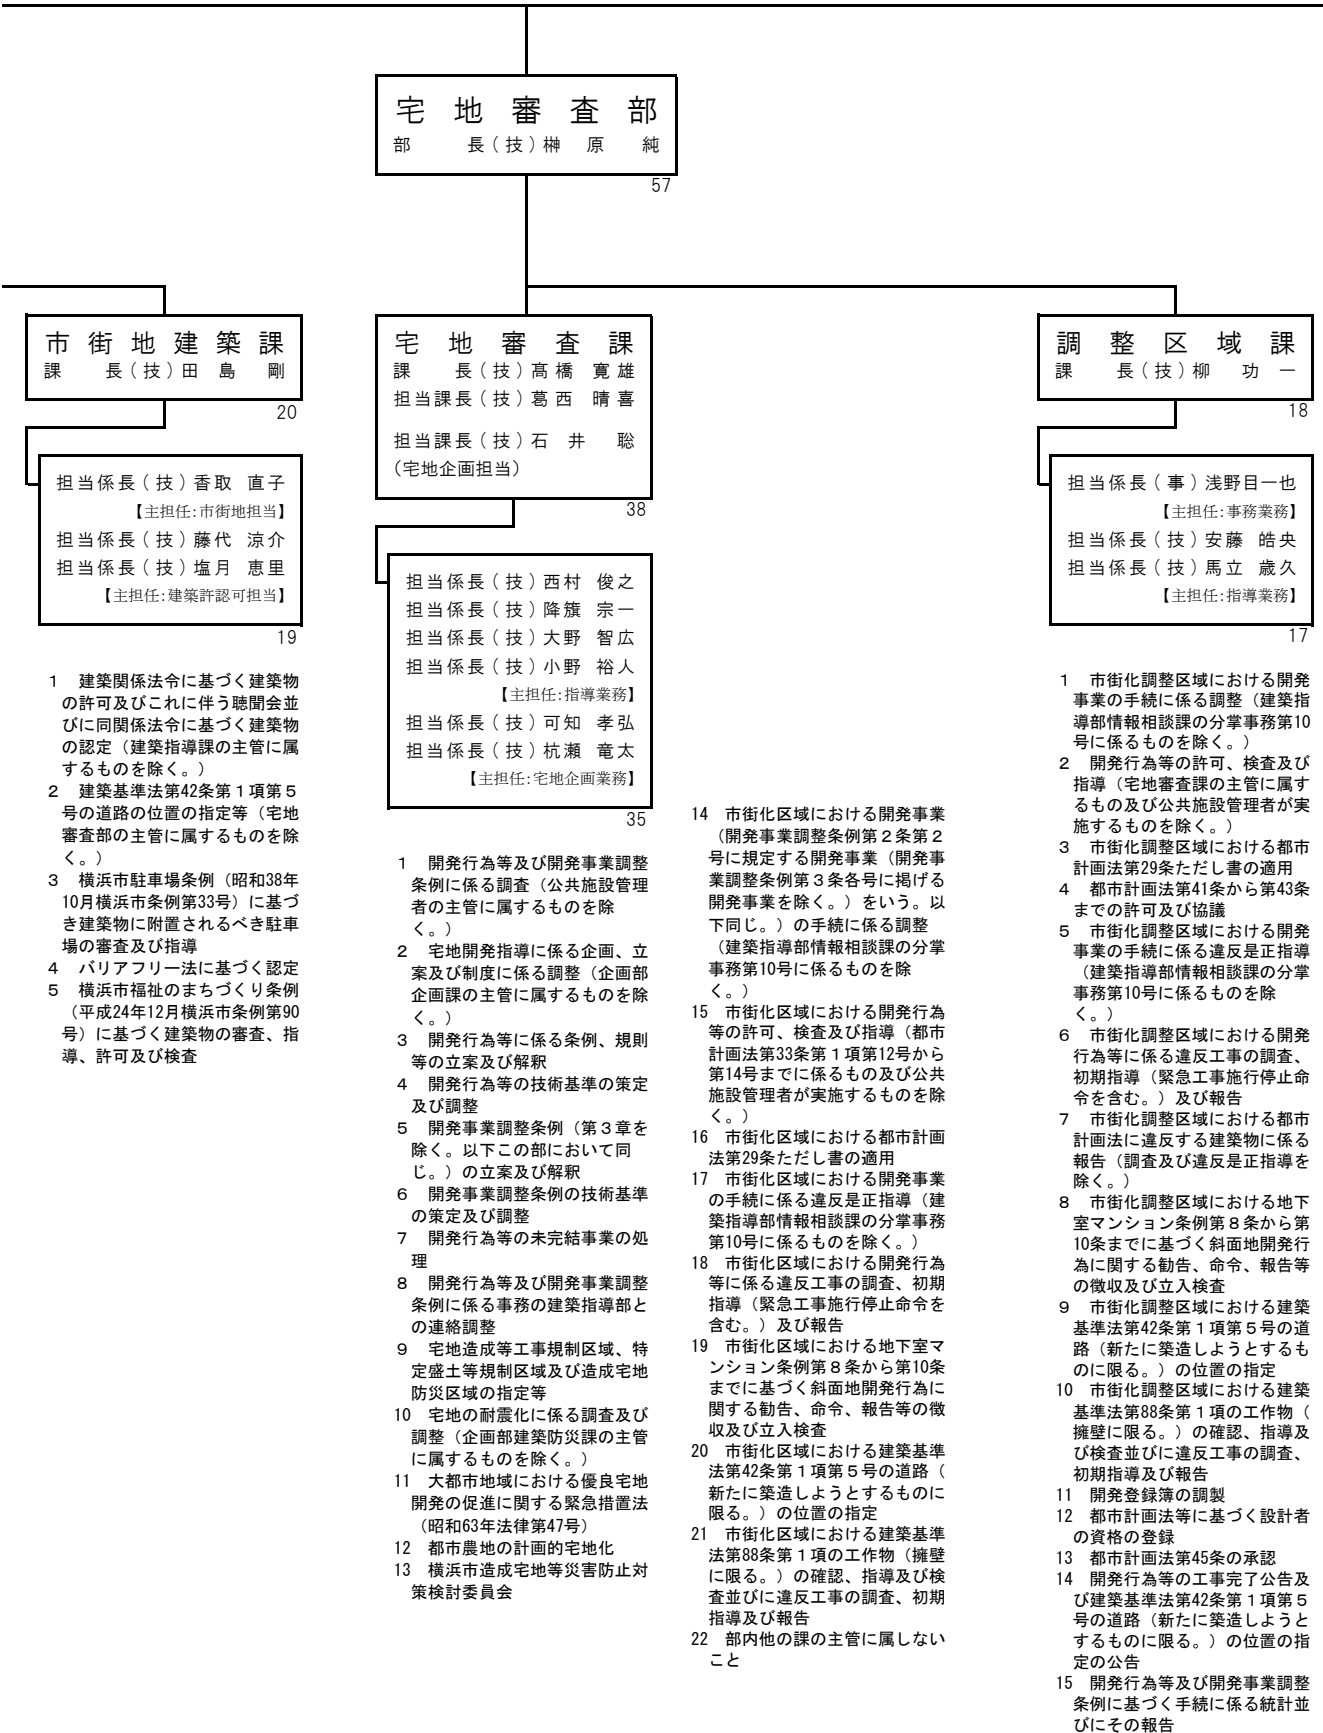 宅地審査部
部　　長(技)榊　原　　純
57
市街地建築課
課　　長(技)田　島　　剛
20
担当係長(技)香取　直子
【主担任:市街地担当】
担当係長(技)藤代　涼介
担当係長(技)塩月　恵里
【主担任:建築許認可担当】
19
1　建築関係法令に基づく建築物
の許可及びこれに伴う聴聞会並
びに同関係法令に基づく建築物
の認定（建築指導課の主管に属
するものを除く。）
2　建築基準法第42条第１項第５
号の道路の位置の指定等（宅地
審査部の主管に属するものを除
く。）
3　横浜市駐車場条例（昭和38年
10月横浜市条例第33号）に基づ
き建築物に附置されるべき駐車
場の審査及び指導
4　バリアフリー法に基づく認定
5　横浜市福祉のまちづくり条例
（平成24年12月横浜市条例第90
号）に基づく建築物の審査、指
導、許可及び検査
宅地審査課
課　　長(技)髙橋　寛雄
担当課長(技)葛西　晴喜
担当課長(技)石　井　　聡
(宅地企画担当)
38
担当係長(技)西村　俊之
担当係長(技)降籏　宗一
担当係長(技)大野　智広
担当係長(技)小野　裕人
【主担任:指導業務】
担当係長(技)可知　孝弘
担当係長(技)杭瀬　竜太
【主担任:宅地企画業務】
35
1　開発行為等及び開発事業調整
条例に係る調査（公共施設管理
者の主管に属するものを除
く。）
2　宅地開発指導に係る企画、立
案及び制度に係る調整（企画部
企画課の主管に属するものを除
く。）
3　開発行為等に係る条例、規則
等の立案及び解釈
4　開発行為等の技術基準の策定
及び調整
5　開発事業調整条例（第３章を
除く。以下この部において同
じ。）の立案及び解釈
6　開発事業調整条例の技術基準
の策定及び調整
7　開発行為等の未完結事業の処
理
8　開発行為等及び開発事業調整
条例に係る事務の建築指導部と
の連絡調整
9　宅地造成等工事規制区域、特
定盛土等規制区域及び造成宅地
防災区域の指定等
10　宅地の耐震化に係る調査及び
調整（企画部建築防災課の主管
に属するものを除く。）
11　大都市地域における優良宅地
開発の促進に関する緊急措置法
（昭和63年法律第47号）
12　都市農地の計画的宅地化
13　横浜市造成宅地等災害防止対
策検討委員会
14　市街化区域における開発事業
（開発事業調整条例第２条第２
号に規定する開発事業（開発事
業調整条例第３条各号に掲げる
開発事業を除く。）をいう。以
下同じ。）の手続に係る調整
（建築指導部情報相談課の分掌
事務第10号に係るものを除
く。）
15　市街化区域における開発行為
等の許可、検査及び指導（都市
計画法第33条第１項第12号から
第14号までに係るもの及び公共
施設管理者が実施するものを除
く。）
16　市街化区域における都市計画
法第29条ただし書の適用
17　市街化区域における開発事業
の手続に係る違反是正指導（建
築指導部情報相談課の分掌事務
第10号に係るものを除く。）
18　市街化区域における開発行為
等に係る違反工事の調査、初期
指導（緊急工事施行停止命令を
含む。）及び報告
19　市街化区域における地下室マ
ンション条例第８条から第10条
までに基づく斜面地開発行為に
関する勧告、命令、報告等の徴
収及び立入検査
20　市街化区域における建築基準
法第42条第１項第５号の道路（
新たに築造しようとするものに
限る。）の位置の指定
21　市街化区域における建築基準
法第88条第１項の工作物（擁壁
に限る。）の確認、指導及び検
査並びに違反工事の調査、初期
指導及び報告
22　部内他の課の主管に属しない
こと
調整区域課
課　　長(技)柳　功　一
18
担当係長(事)浅野目一也
【主担任:事務業務】
担当係長(技)安藤　皓央
担当係長(技)馬立　歳久
【主担任:指導業務】
17
1　市街化調整区域における開発
事業の手続に係る調整（建築指
導部情報相談課の分掌事務第10
号に係るものを除く。）
2　開発行為等の許可、検査及び
指導（宅地審査課の主管に属す
るもの及び公共施設管理者が実
施するものを除く。）
3　市街化調整区域における都市
計画法第29条ただし書の適用
4　都市計画法第41条から第43条
までの許可及び協議
5　市街化調整区域における開発
事業の手続に係る違反是正指導
（建築指導部情報相談課の分掌
事務第10号に係るものを除
く。）
6　市街化調整区域における開発
行為等に係る違反工事の調査、
初期指導（緊急工事施行停止命
令を含む。）及び報告
7　市街化調整区域における都市
計画法に違反する建築物に係る
報告（調査及び違反是正指導を
除く。）
8　市街化調整区域における地下
室マンション条例第８条から第
10条までに基づく斜面地開発行
為に関する勧告、命令、報告等
の徴収及び立入検査
9　市街化調整区域における建築
基準法第42条第１項第５号の道
路（新たに築造しようとするも
のに限る。）の位置の指定
10　市街化調整区域における建築
基準法第88条第１項の工作物（
擁壁に限る。）の確認、指導及
び検査並びに違反工事の調査、
初期指導及び報告
11　開発登録簿の調製
12　都市計画法等に基づく設計者
の資格の登録
13　都市計画法第45条の承認
14　開発行為等の工事完了公告及
び建築基準法第42条第１項第５
号の道路（新たに築造しようと
するものに限る。）の位置の指
定の公告
15　開発行為等及び開発事業調整
条例に基づく手続に係る統計並
びにその報告